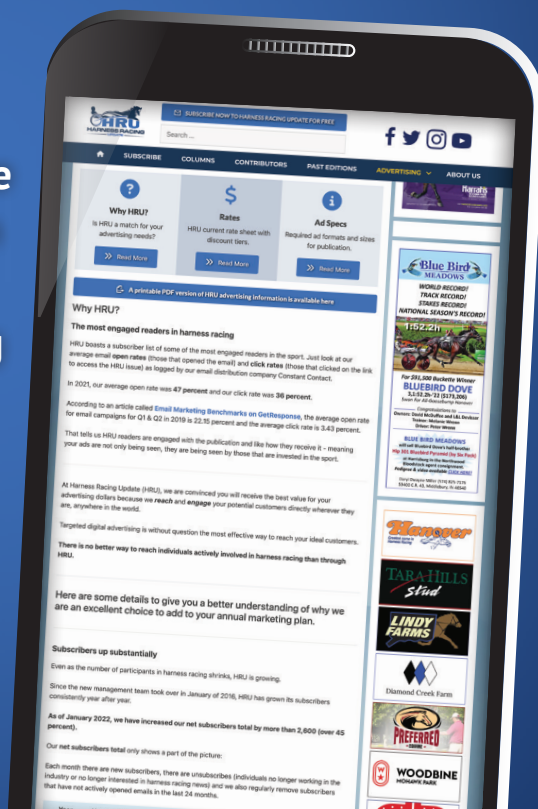 e
g
HRU
HARNESS RACING
UPDATE
SUBSCRIBE NOW TO HARNESS RACING UPDATE FOR FREE
Search ...
SUBSCRIBE
COLUMNS
CONTRIBUTORS
PAST EDITIONS
ADVERTISING
ABOUT US
Why HRU?
Is HRU a match for your
advertising needs?
Read More
$
Rates
HRU current rate sheet with
discount tiers.
Read More
Ad Specs
Required ad formats and sizes
for publication.
Read More
A printable PDF version of HRU advertising information is available here
Why HRU?
The most engaged readers in harness racing
HRU boasts a subscriber list of some of the most engaged readers in the sport. Just look at our
average email open rates (those that opened the email) and click rates (those that clicked on the link
to access the HRU issue) as logged by our email distribution company Constant Contact.
In 2021, our average open rate was 47 percent and our click rate was 36 percent.
According to an article called Email Marketing Benchmarks on GetResponse, the average open rate
for email campaigns for Q1 & Q2 in 2019 is 22.15 percent and the average click rate is 3.43 percent.
That tells us HRU readers are engaged with the publication and like how they receive it - meaning
your ads are not only being seen, they are being seen by those that are invested in the sport.
At Harness Racing Update (HRU), we are convinced you will receive the best value for your
advertising dollars because we reach and engage your potential customers directly wherever they
are, anywhere in the world.
Targeted digital advertising is without question the most effective way to reach your ideal customers.
There is no better way to reach individuals actively involved in harness racing than through
HRU.
Here are some details to give you a better understanding of why we
are an excellent choice to add to your annual marketing plan.
Subscribers up substantially
Even as the number of participants in harness racing shrinks, HRU is growing.
Since the new management team took over in January of 2016, HRU has grown its subscribers
consistently year after year.
As of January 2022, we have increased our net subscribers total by more than 2,600 (over 45
percent).
Our net subscribers total only shows a part of the picture:
Each month there are new subscribers, there are unsubscribes (individuals no longer working in the
industry or no longer interested in harness racing news) and we also regularly remove subscribers
that have not actively opened emails in the last 24 months.
Harrah's
Blue Bird
MEADOWS
WORLD RECORD!
TRACK RECORD!
STAKES RECORD!
NATIONAL SEASON'S RECORD!
1:52.2h
For $91,500 Buckette Winner
BLUEBIRD DOVE
3,1:52.2h-'22 ($173,206)
Congratulations to
BLUE BIRD MEADOWS
Hanover
TARA HILLS
Stud
LINDY
FARMS
Diamond Creek Farm
PREFERRED
EQUINE
WOODBINE
MOHAWK PARK